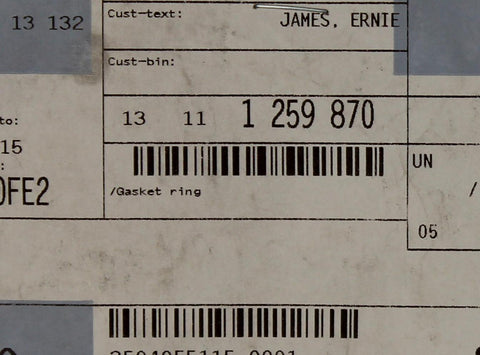 Cust-text:
JAMES, ERNIE
13 132
Cust-bin:
13 11 1 259 870
to:
15
:
0FE2
/Gasket ring
UN
/
05